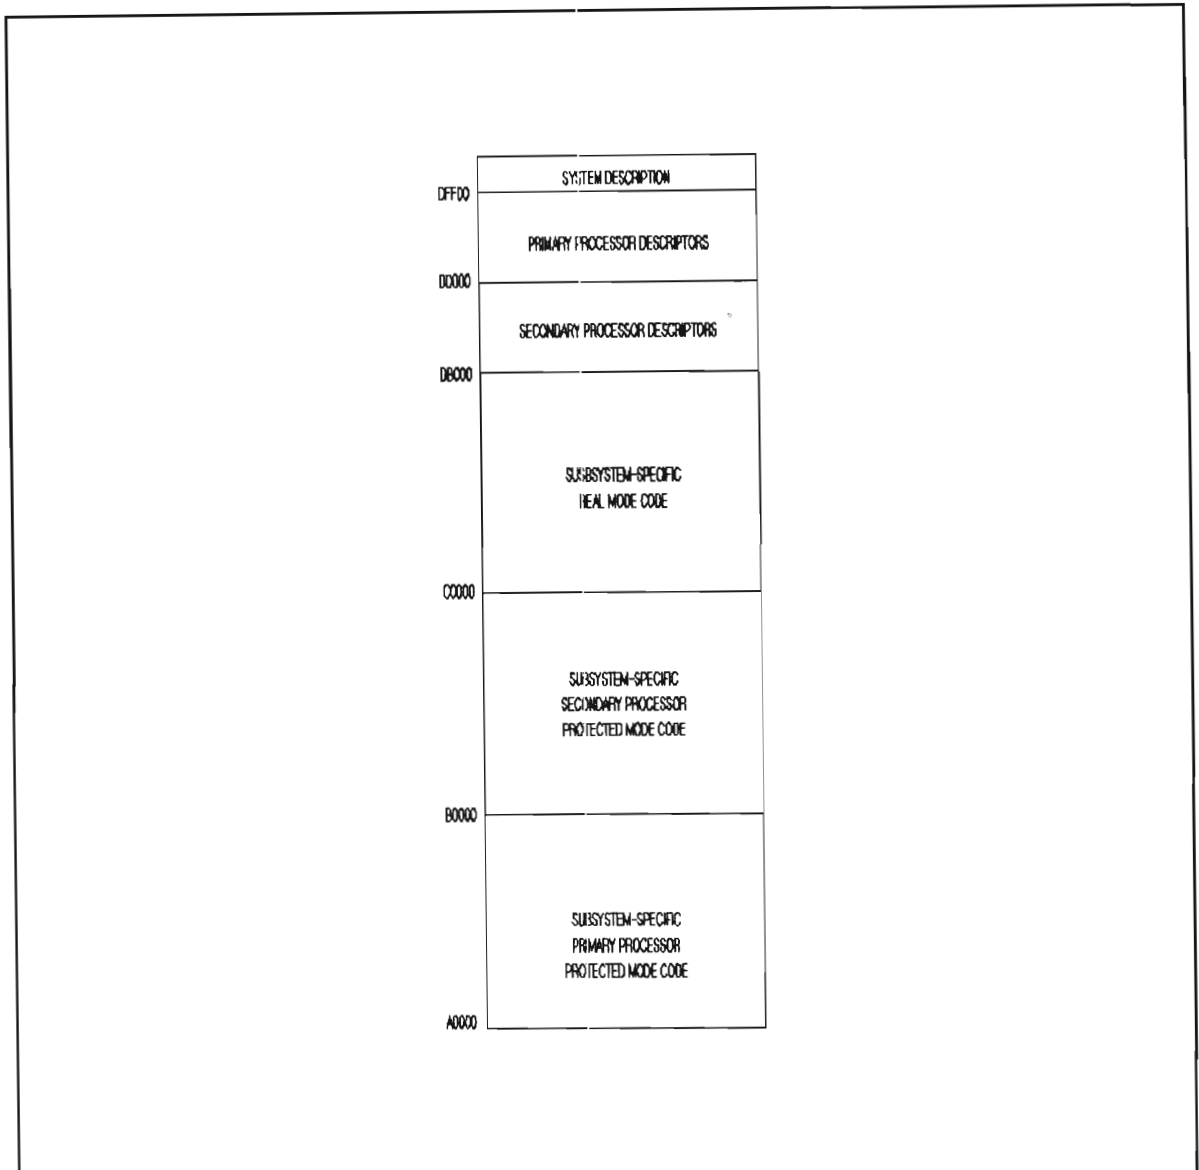 SYSTEM DESCRIPTION
DFF00
PRIMARY PROCESSOR DESCRIPTORS
DD000
SECONDARY PROCESSOR DESCRIPTORS
DB000
SUSBSYSTEM-SPECIFIC
REAL MODE CODE
C0000
SUBSYSTEM-SPECIFIC
SECONDARY PROCESSOR
PROTECTED MODE CODE
B0000
SUBSYSTEM-SPECIFIC
PRIMARY PROCESSOR
PROTECTED MODE CODE
A0000